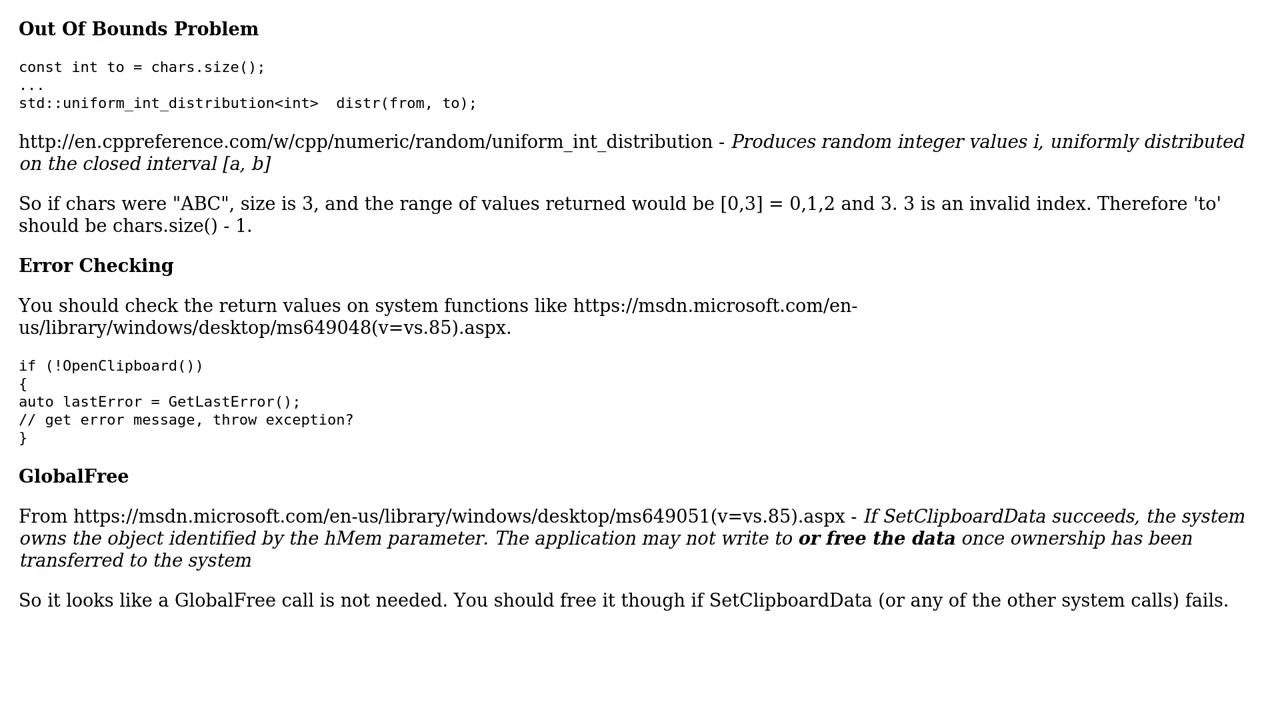 Out Of Bounds Problem
const int to = chars.size();
...
std::uniform_int_distribution<int>  distr(from, to);
http://en.cppreference.com/w/cpp/numeric/random/uniform_int_distribution - Produces random integer values i, uniformly distributed
on the closed interval [a, b]
So if chars were "ABC", size is 3, and the range of values returned would be [0,3] = 0,1,2 and 3. 3 is an invalid index. Therefore 'to'
should be chars.size() - 1.
Error Checking
You should check the return values on system functions like https://msdn.microsoft.com/en-
us/library/windows/desktop/ms649048(v=vs.85).aspx.
if (!OpenClipboard())
{
auto lastError = GetLastError();
// get error message, throw exception?
}
GlobalFree
From https://msdn.microsoft.com/en-us/library/windows/desktop/ms649051(v=vs.85).aspx - If SetClipboardData succeeds, the system
owns the object identified by the hMem parameter. The application may not write to or free the data once ownership has been
transferred to the system
So it looks like a GlobalFree call is not needed. You should free it though if SetClipboardData (or any of the other system calls) fails.